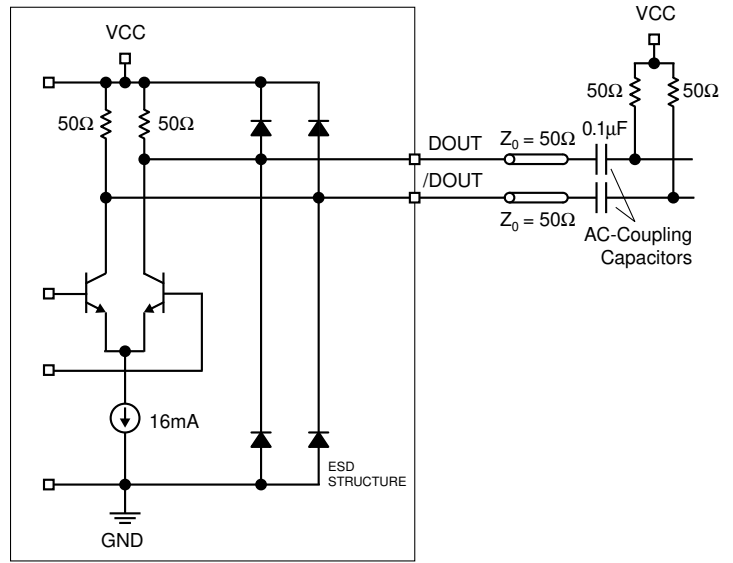 VCC
VCC
50Ω
50Ω
50Ω
50Ω
DOUT
Z0 = 50Ω
0.1µF
/DOUT
Z0 = 50Ω
AC-Coupling
Capacitors
16mA
ESD
STRUCTURE
GND